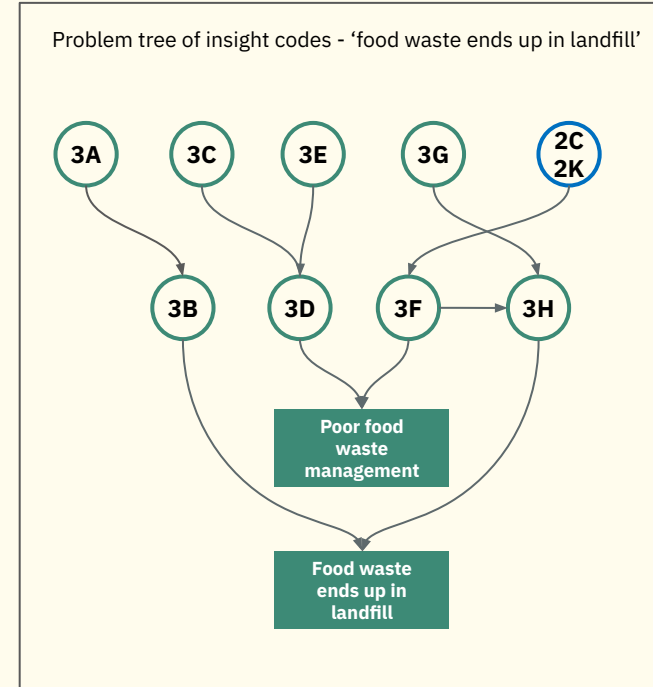 Problem tree of insight codes - ‘food waste ends up in landfill’
3A
3C
3E
3G
2C
2K
3B
3D
3F
3H
Poor food
waste
management
Food waste
ends up in
landfill